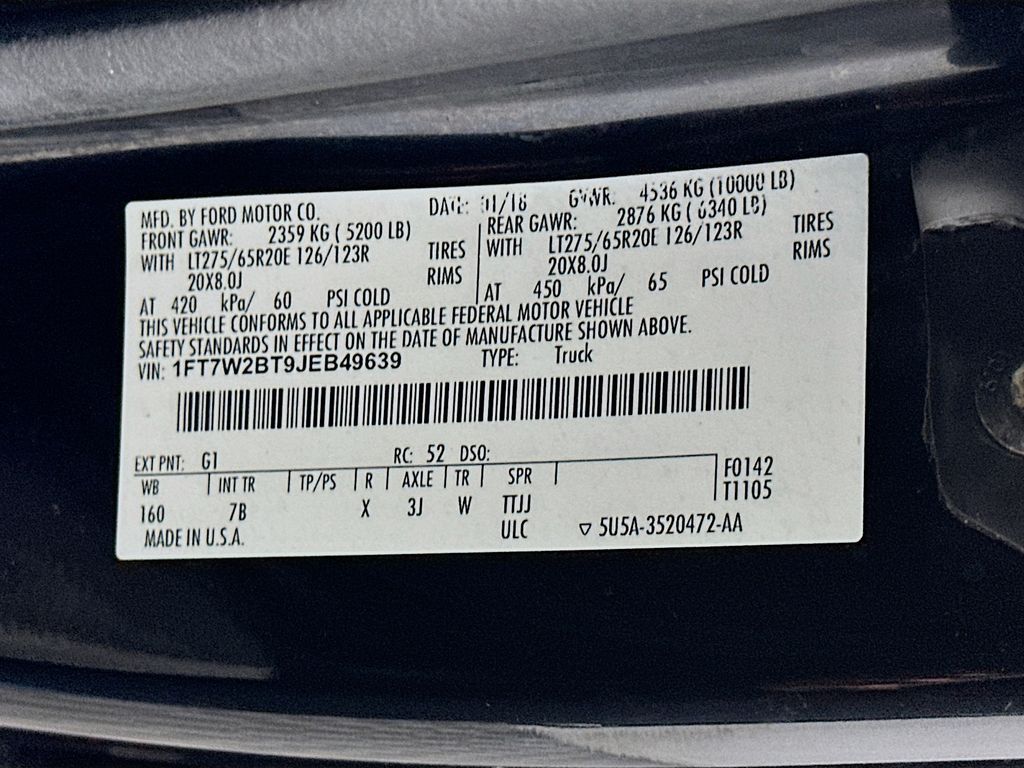 MFD. BY FORD MOTOR CO. DATE: 01/18 GVWR: 4536 KG (10000 LB)
FRONT GAWR: 2359 KG ( 5200 LB) REAR GAWR: 2876 KG ( 6340 LB)
WITH LT275/65R20E 126/123R TIRES WITH LT275/65R20E 126/123R TIRES
20X8.0J RIMS 20X8.0J RIMS
AT 420 kPa/ 60 PSI COLD AT 450 kPa/ 65 PSI COLD
THIS VEHICLE CONFORMS TO ALL APPLICABLE FEDERAL MOTOR VEHICLE
SAFETY STANDARDS IN EFFECT ON THE DATE OF MANUFACTURE SHOWN ABOVE.
VIN: 1FT7W2BT9JEB49639 TYPE: Truck
EXT PNT: G1 RC: 52 DSO:
WB INT TR TP/PS R AXLE TR SPR F0142
160 7B X 3J W TTJJ T1105
MADE IN U.S.A. ULC 5U5A-3520472-AA